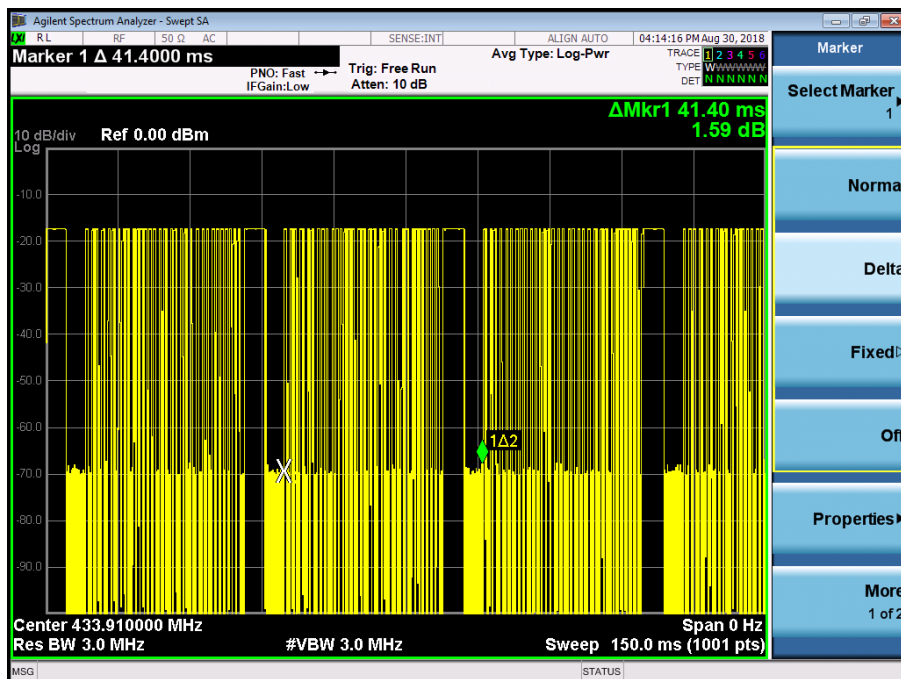 Agilent Spectrum Analyzer - Swept SA
LXI RL RF 50 Ω AC SENSE:INT ALIGN AUTO 04:14:16 PM Aug 30, 2018
Marker 1 Δ 41.4000 ms
PNO: Fast
IFGain:Low
Trig: Free Run
Atten: 10 dB
Avg Type: Log-Pwr
TRACE 1 2 3 4 5 6
TYPE WWWWWWW
DET N N N N N N
ΔMkr1 41.40 ms
1.59 dB
10 dB/div Ref 0.00 dBm
Log
-10.0
-20.0
-30.0
-40.0
-50.0
-60.0
-70.0
-80.0
-90.0
X
1Δ2
Center 433.910000 MHz Span 0 Hz
Res BW 3.0 MHz #VBW 3.0 MHz Sweep 150.0 ms (1001 pts)
MSG STATUS
Marker
Select Marker
1
Norma
Delta
Fixed
Off
Properties
More
1 of 2